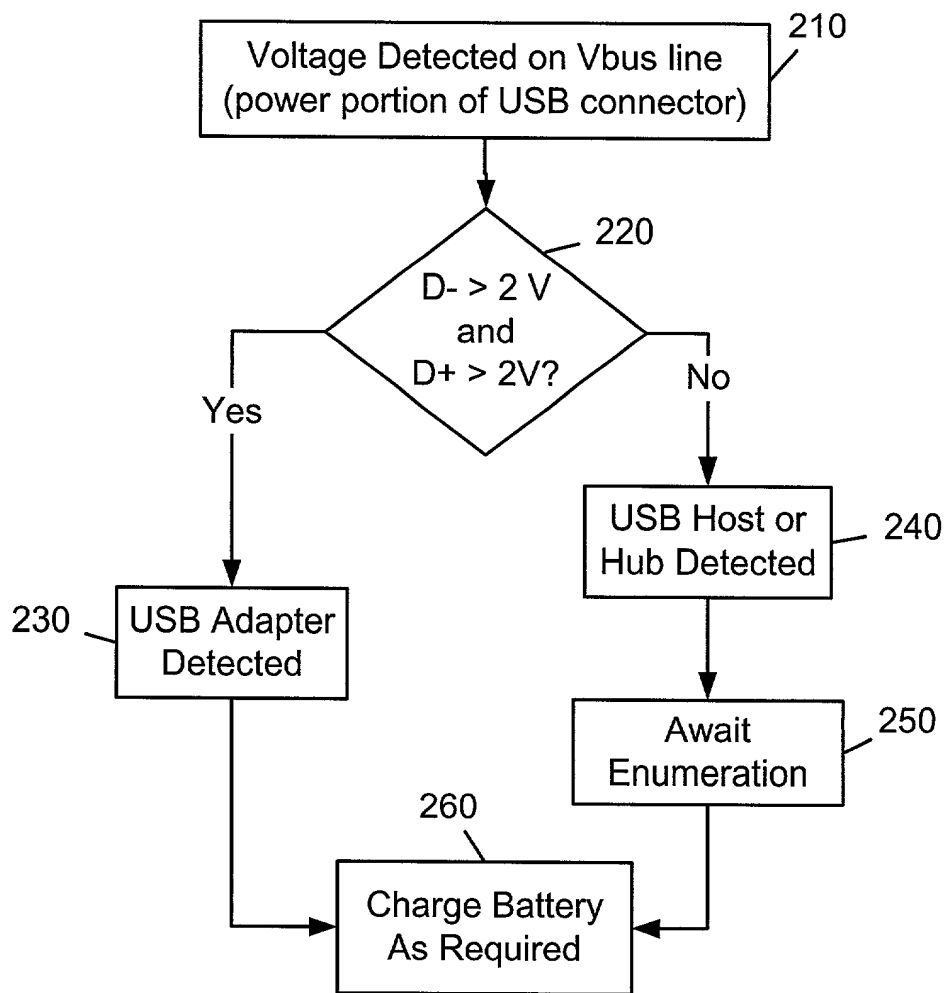 210
Voltage Detected on Vbus line
(power portion of USB connector)
220
D- > 2 V
and
D+ > 2V?
Yes
No
USB Host or
Hub Detected
240
230
USB Adapter
Detected
Await
Enumeration
250
260
Charge Battery
As Required